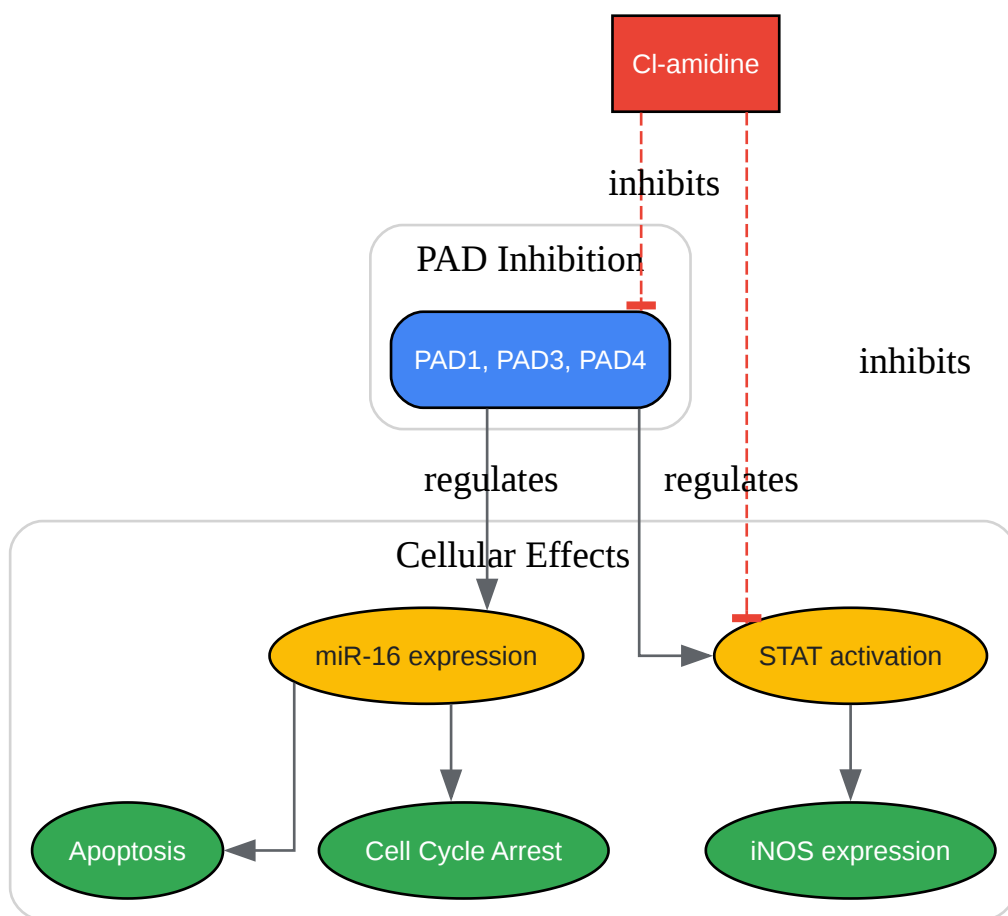 Cl-amidine
inhibits
PAD Inhibition
PAD1, PAD3, PAD4
inhibits
regulates
regulates
Cellular Effects
miR-16 expression
STAT activation
Apoptosis
Cell Cycle Arrest
iNOS expression